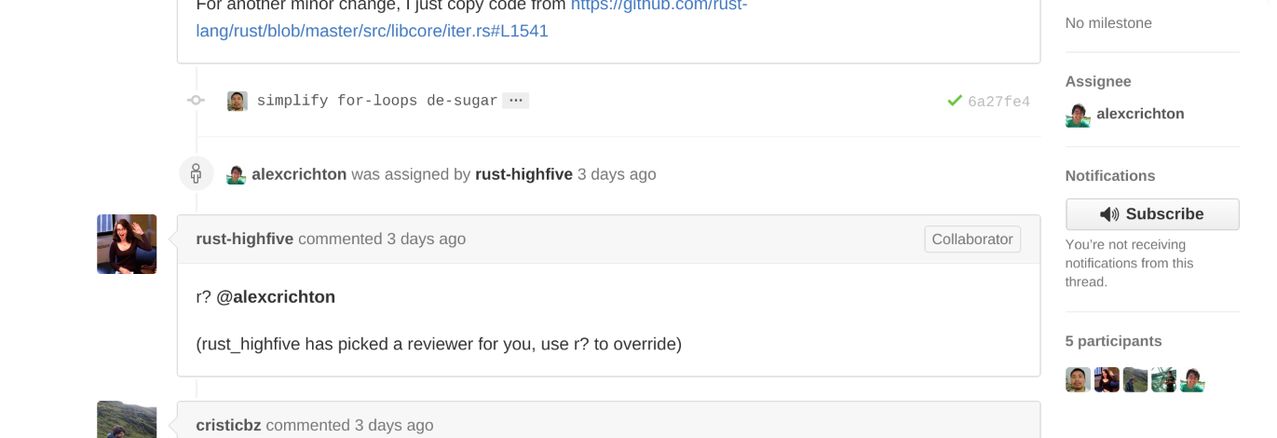 For another minor change, I just copy code from https://github.com/rust-
lang/rust/blob/master/src/libcore/iter.rs#L1541
No milestone
simplify for-loops de-sugar ···
6a27fe4
Assignee
alexcrichton
alexcrichton was assigned by rust-highfive 3 days ago
Notifications
Subscribe
You’re not receiving
notifications from this
thread.
rust-highfive commented 3 days ago
Collaborator
r? @alexcrichton
(rust_highfive has picked a reviewer for you, use r? to override)
5 participants
cristicbz commented 3 days ago